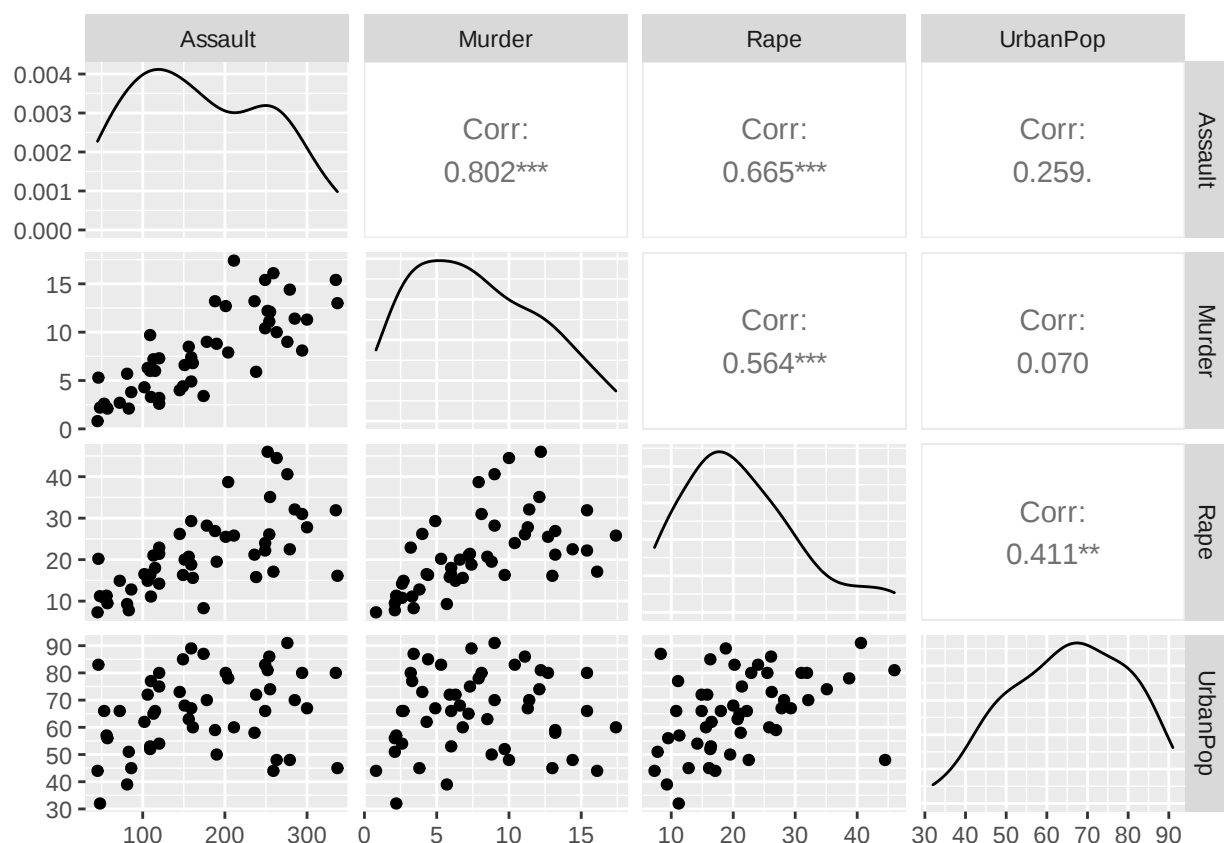 Assault Murder Rape UrbanPop
0.004
0.003
0.002
0.001
0.000
Corr:
0.802***
Corr:
0.665***
Corr:
0.259.
Assault
15
10
5
0
Corr:
0.564***
Corr:
0.070
Murder
40
30
20
10
Corr:
0.411**
Rape
90
80
70
60
50
40
30
UrbanPop
100 200 300
0 5 10 15
10 20 30 40
30 40 50 60 70 80 90